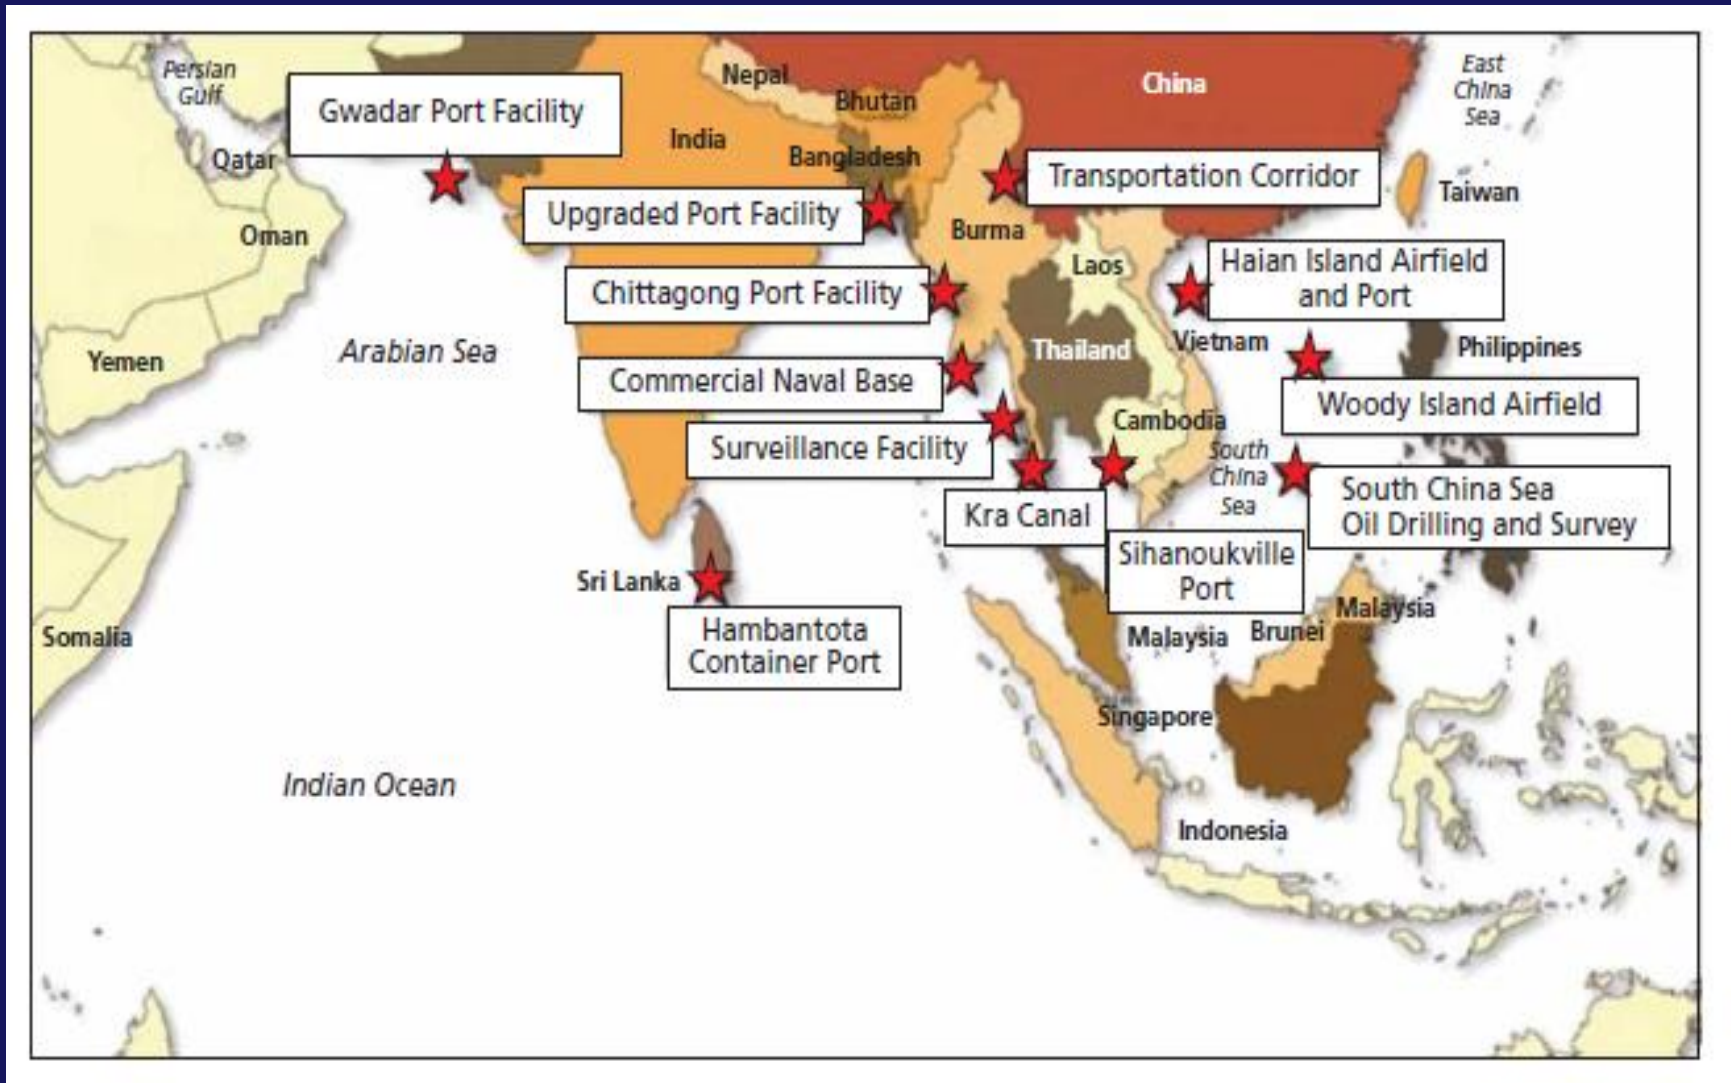 Persian
Gulf
Gwadar Port Facility
Nepal
China
East
China
Sea
Bhutan
India
Qatar
Bangladesh
Transportation Corridor
Taiwan
Upgraded Port Facility
Oman
Burma
Laos
Haian Island Airfield
and Port
Chittagong Port Facility
Arabian Sea
Yemen
Thailand
Vietnam
Philippines
Commercial Naval Base
Woody Island Airfield
Cambodia
Surveillance Facility
South
China
Sea
South China Sea
Oil Drilling and Survey
Kra Canal
Sihanoukville
Port
Sri Lanka
Hambantota
Container Port
Somalia
Malaysia
Brunei
Malaysia
Singapore
Indian Ocean
Indonesia